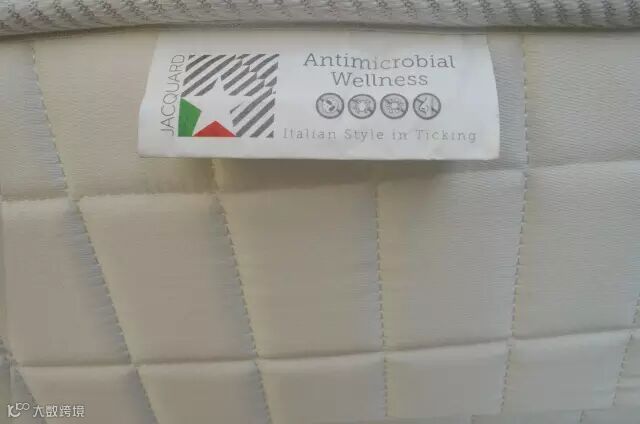 JACQUARD
Antimicrobial
Wellness
Italian Style in Ticking
大数跨境